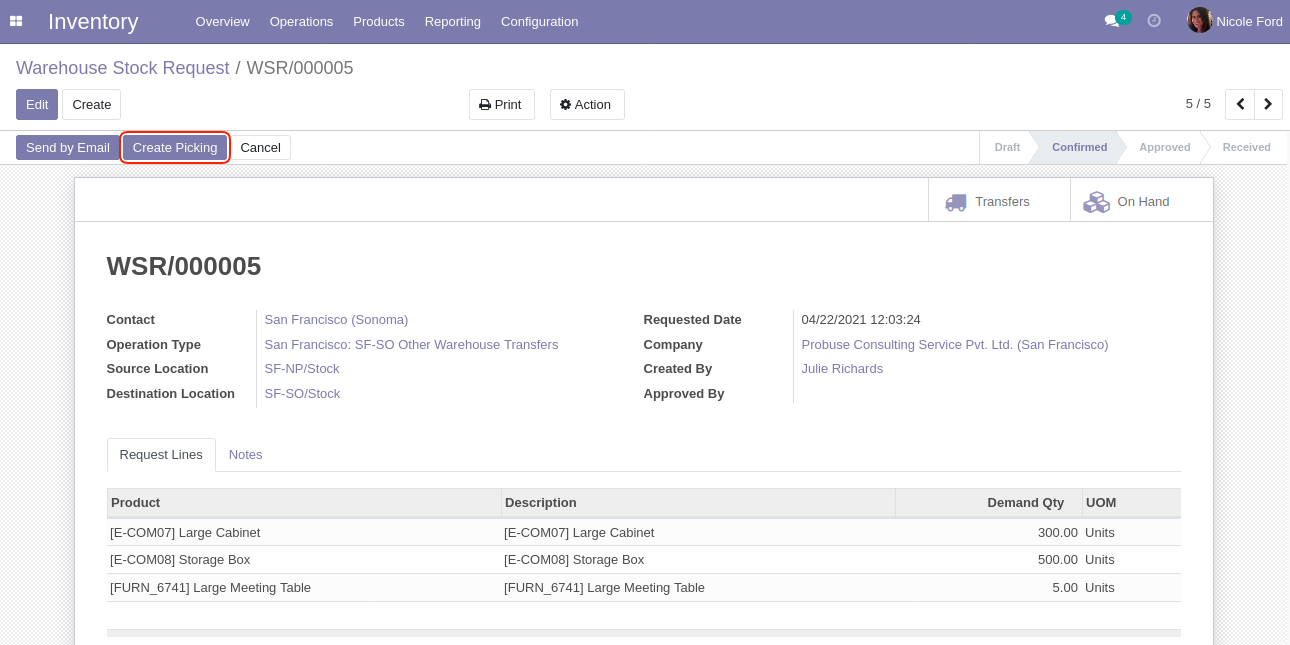 Inventory Overview Operations Products Reporting Configuration 4 Nicole Ford
Warehouse Stock Request / WSR/000005
Edit Create Print Action 5 / 5
Send by Email Create Picking Cancel Draft Confirmed Approved Received
Transfers On Hand
WSR/000005
Contact San Francisco (Sonoma) Requested Date 04/22/2021 12:03:24
Operation Type San Francisco: SF-SO Other Warehouse Transfers Company Probuse Consulting Service Pvt. Ltd. (San Francisco)
Source Location SF-NP/Stock Created By Julie Richards
Destination Location SF-SO/Stock Approved By
Request Lines Notes
Product Description Demand Qty UOM
[E-COM07] Large Cabinet [E-COM07] Large Cabinet 300.00 Units
[E-COM08] Storage Box [E-COM08] Storage Box 500.00 Units
[FURN_6741] Large Meeting Table [FURN_6741] Large Meeting Table 5.00 Units